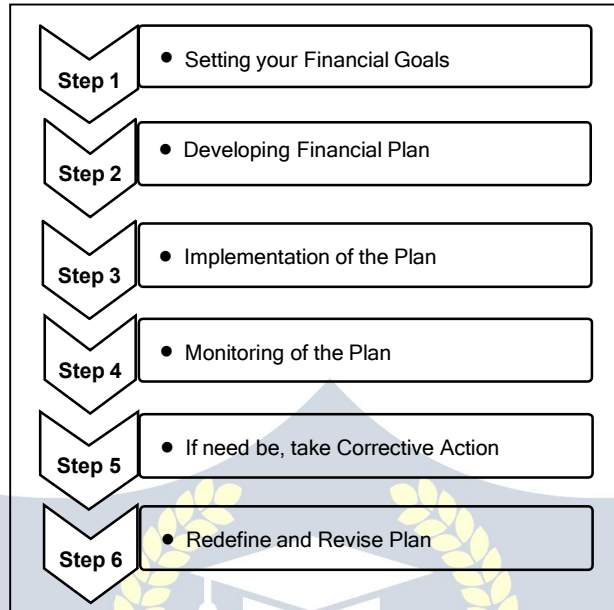 Step 1
• Setting your Financial Goals
Step 2
• Developing Financial Plan
Step 3
• Implementation of the Plan
Step 4
• Monitoring of the Plan
Step 5
• If need be, take Corrective Action
Step 6
• Redefine and Revise Plan